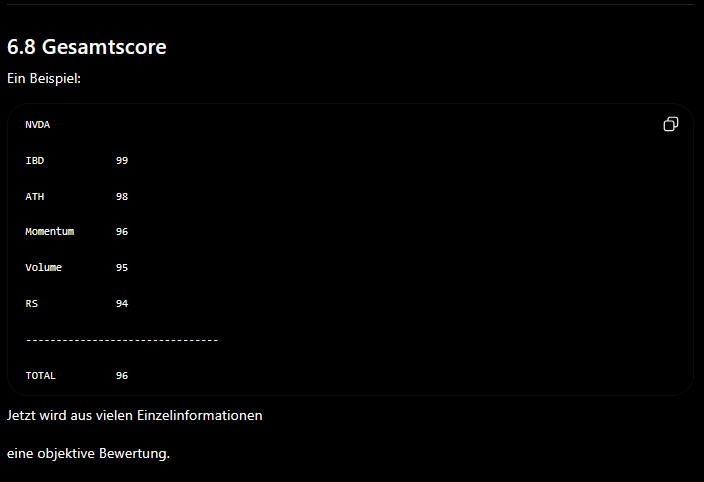 6.8 Gesamtscore
Ein Beispiel:
NVDA
IBD 99
ATH 98
Momentum 96
Volume 95
RS 94
--------------------------------
TOTAL 96
Jetzt wird aus vielen Einzelinformationen
eine objektive Bewertung.